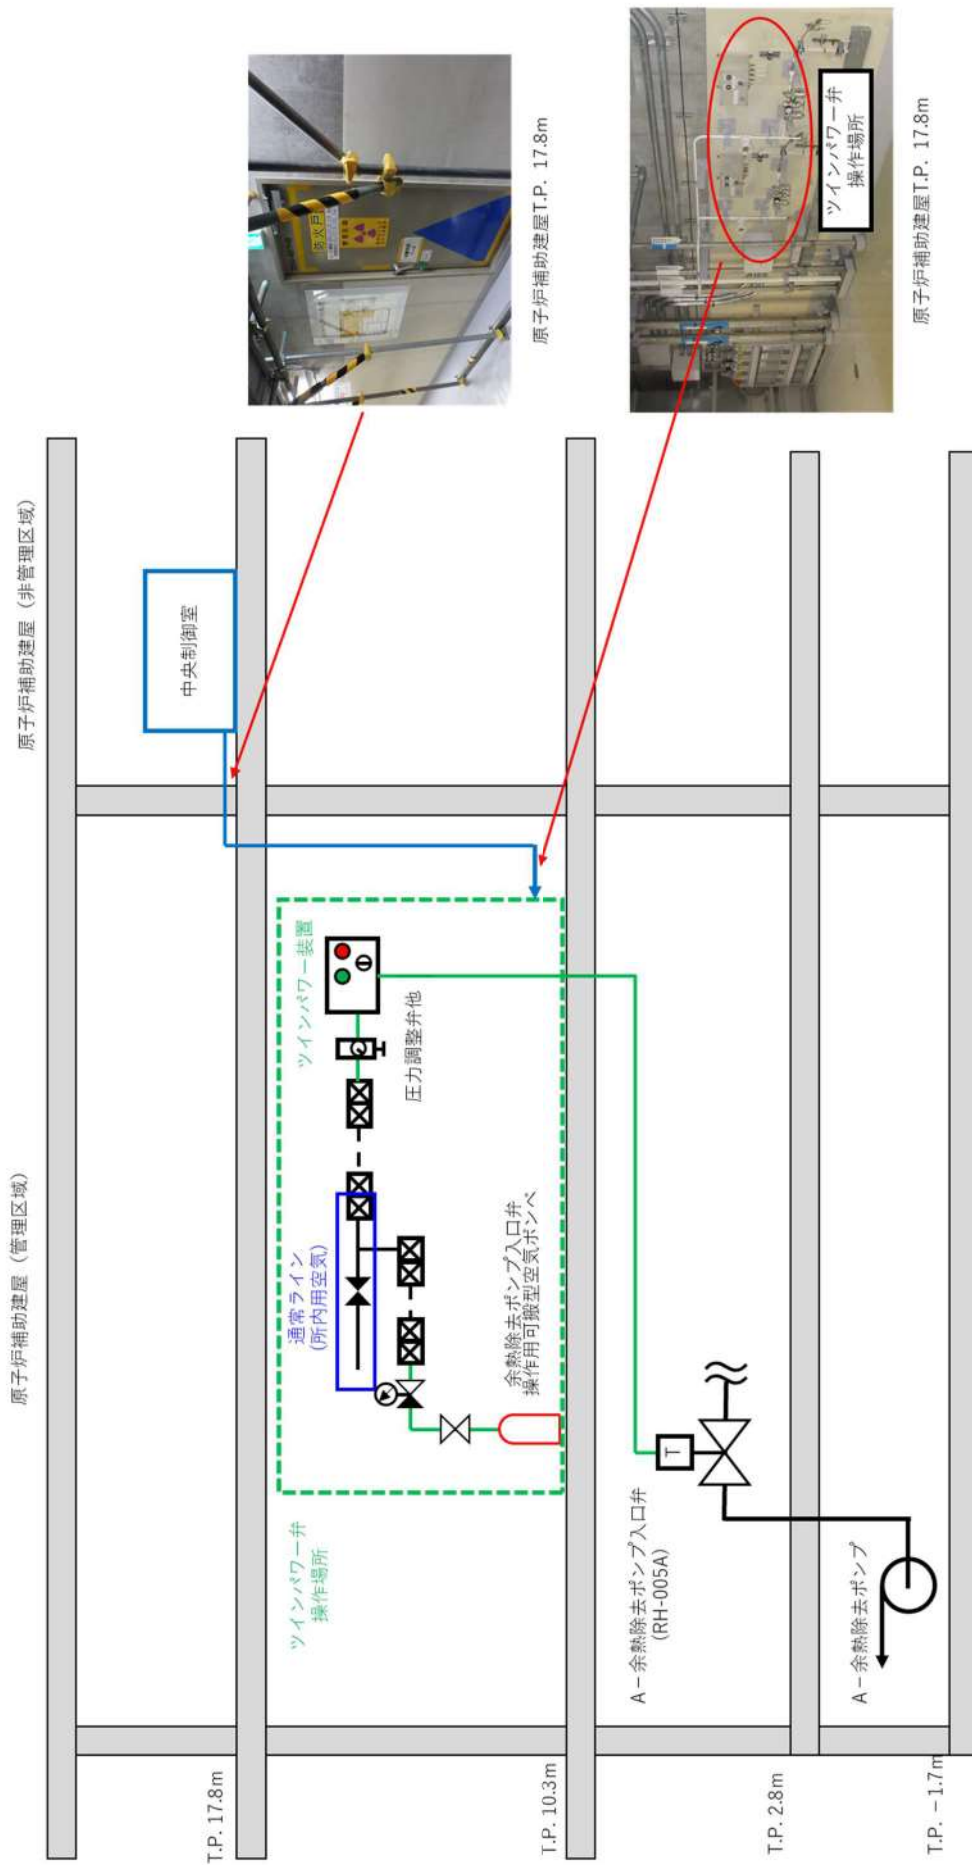 原子炉補助建屋（管理区域）
原子炉補助建屋（非管理区域）
中央制御室
T.P. 17.8m
ツインパワー弁
操作場所
通常ライン
(所内用空気)
ツインパワー装置
圧力調整弁他
余熱除去ポンプ入口弁
操作用可搬型空気ボンベ
T.P. 10.3m
A－余熱除去ポンプ入口弁
(RH-005A)
T
T.P. 2.8m
A－余熱除去ポンプ
T.P. －1.7m
防火戸
原子炉補助建屋T.P. 17.8m
ツインパワー弁
操作場所
原子炉補助建屋T.P. 17.8m